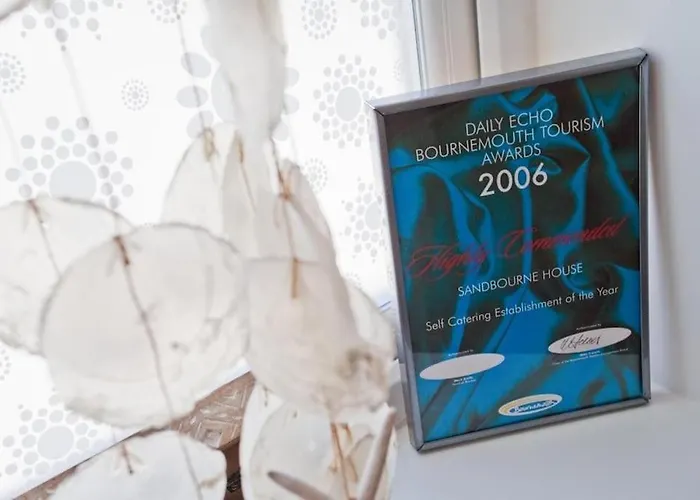 DAILY ECHO
BOURNEMOUTH TOURISM
AWARDS
2006
Highly Commended
SANDBOURNE HOUSE
Self Catering Establishment of the Year